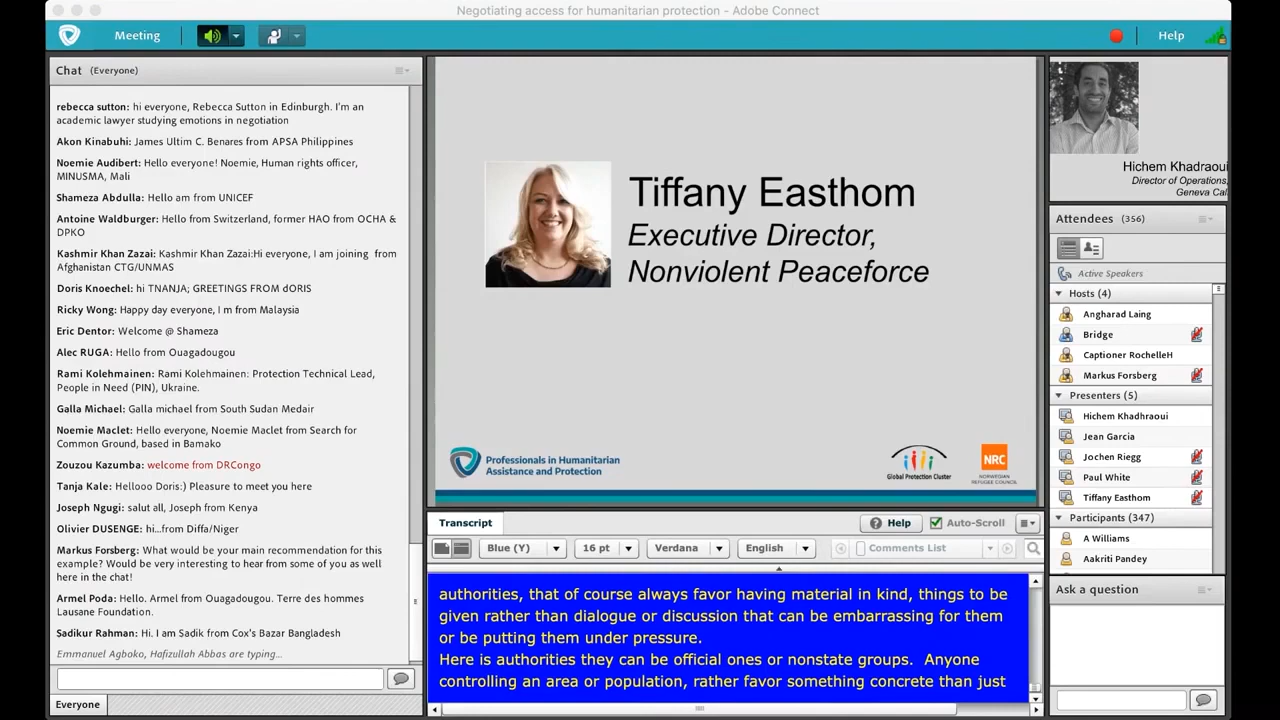 Negotiating access for humanitarian protection - Adobe Connect
Meeting
Help
Chat (Everyone)
rebecca sutton: hi everyone, Rebecca Sutton in Edinburgh. I'm an
academic lawyer studying emotions in negotiation
Akon Kinabuhi: James Ultim C. Benares from APSA Philippines
Noemie Audibert: Hello everyone! Noemie, Human rights officer,
MINUSMA, Mali
Shameza Abdulla: Hello am from UNICEF
Antoine Waldburger: Hello from Switzerland, former HAO from OCHA &
DPKO
Kashmir Khan Zazai: Kashmir Khan Zazai:Hi everyone, I am joining from
Afghanistan CTG/UNMAS
Doris Knoechel: hi TNANJA; GREETINGS FROM dORIS
Ricky Wong: Happy day everyone, I m from Malaysia
Eric Dentor: Welcome @ Shameza
Alec RUGA: Hello from Ouagadougou
Rami Kolehmainen: Rami Kolehmainen: Protection Technical Lead,
People in Need (PIN), Ukraine.
Galla Michael: Galla michael from South Sudan Medair
Noemie Maclet: Hello everyone, Noemie Maclet from Search for
Common Ground, based in Bamako
Zouzou Kazumba: welcome from DRCongo
Tanja Kale: Hellooo Doris:) Pleasure to meet you here
Joseph Ngugi: salut all, Joseph from Kenya
Olivier DUSENGE: hi...from Diffa/Niger
Markus Forsberg: What would be your main recommendation for this
example? Would be very interesting to hear from some of you as well
here in the chat!
Armel Poda: Hello. Armel from Ouagadougou. Terre des hommes
Lausane Foundation.
Sadikur Rahman: Hi. I am Sadik from Cox's Bazar Bangladesh
Emmanuel Agboko, Hafizullah Abbas are typing...
Everyone
Tiffany Easthom
Executive Director,
Nonviolent Peaceforce
Professionals in Humanitarian
Assistance and Protection
Global Protection Cluster
NRC
NORWEGIAN
REFUGEE COUNCIL
Transcript
Help
Auto-Scroll
Blue (Y)
16 pt
Verdana
English
Comments List
authorities, that of course always favor having material in kind, things to be
given rather than dialogue or discussion that can be embarrassing for them
or be putting them under pressure.
Here is authorities they can be official ones or nonstate groups. Anyone
controlling an area or population, rather favor something concrete than just
Hichem Khadraoui
Director of Operations,
Geneva Cal
Attendees (356)
Active Speakers
Hosts (4)
Angharad Laing
Bridge
Captioner RochelleH
Markus Forsberg
Presenters (5)
Hichem Khadhraoui
Jean Garcia
Jochen Riegg
Paul White
Tiffany Easthom
Participants (347)
A Williams
Aakriti Pandey
Ask a question